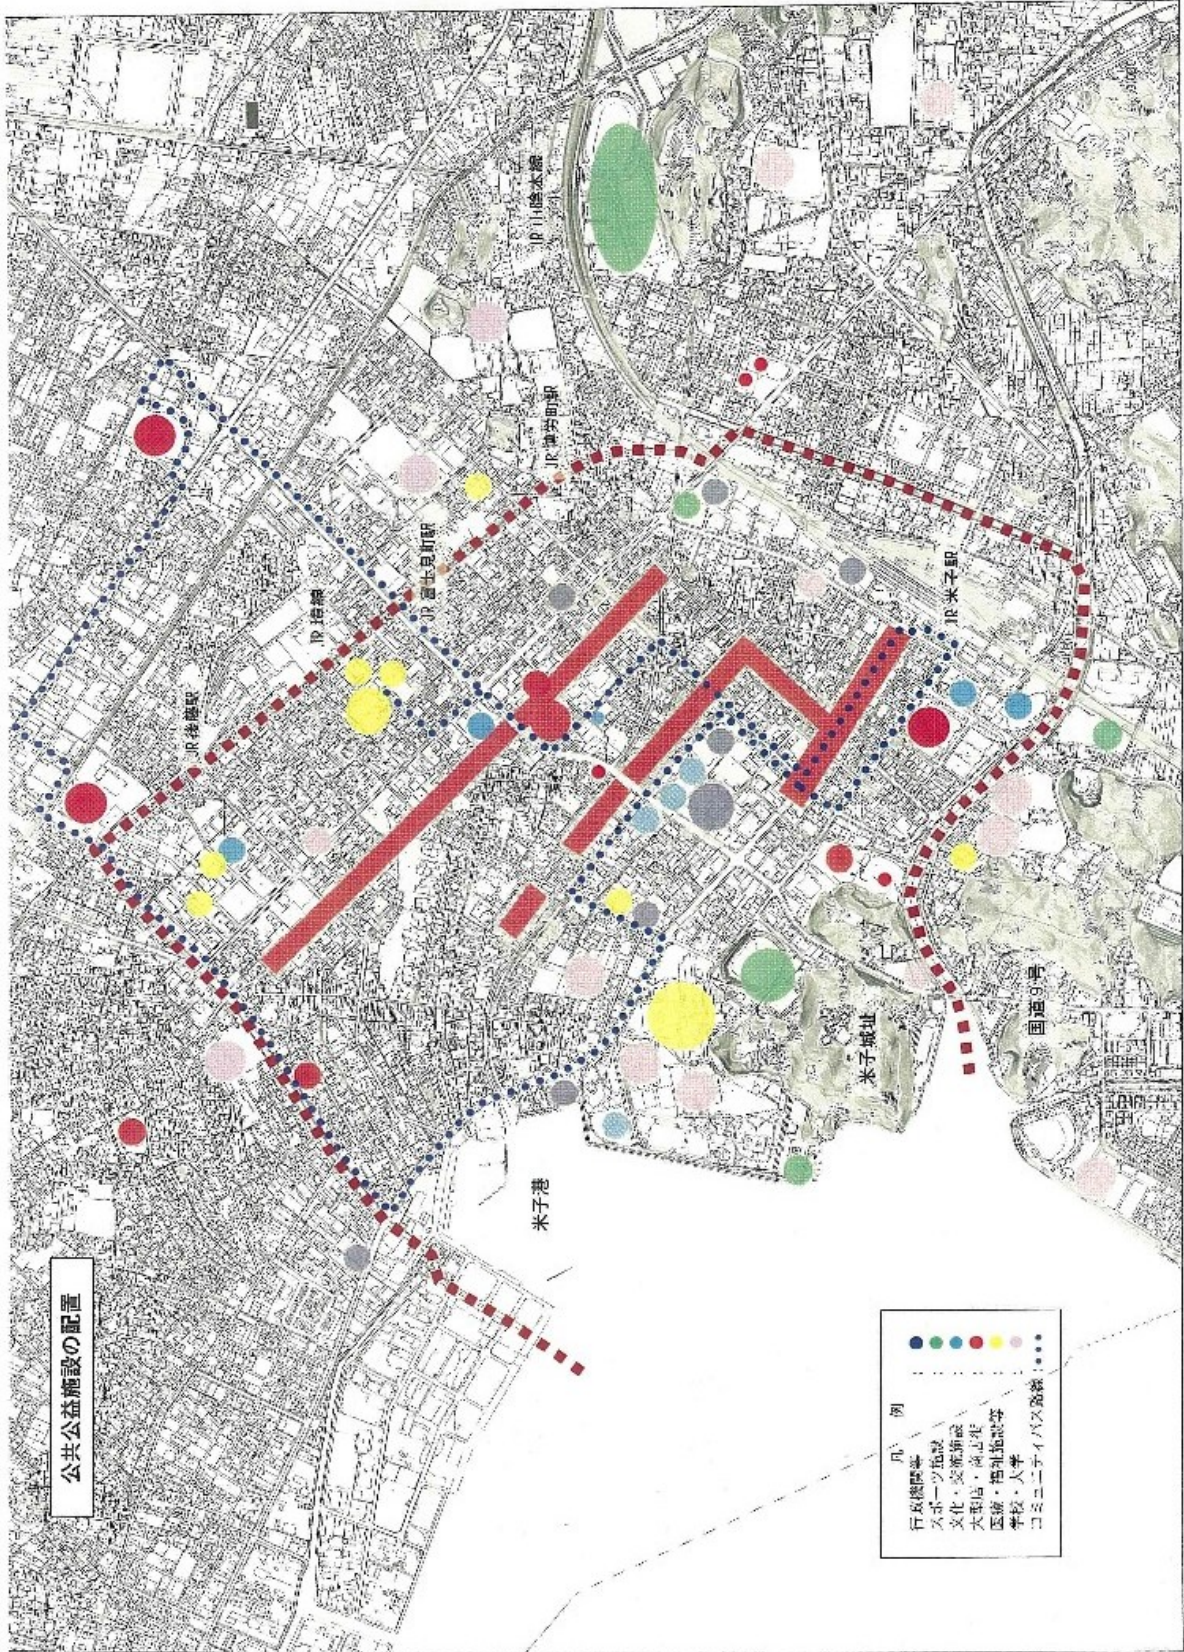 公共公益施設の配置
JR山陰本線
JR博労町駅
JR富士見町駅
JR境線
JR後藤駅
JR米子駅
米子港
米子城址
国道9号
凡 例
行政機関等 :
スポーツ施設 :
文化・交流施設 :
大型店・商店街 :
医療・福祉施設等 :
学校・大学 :
コミュニティバス路線 :